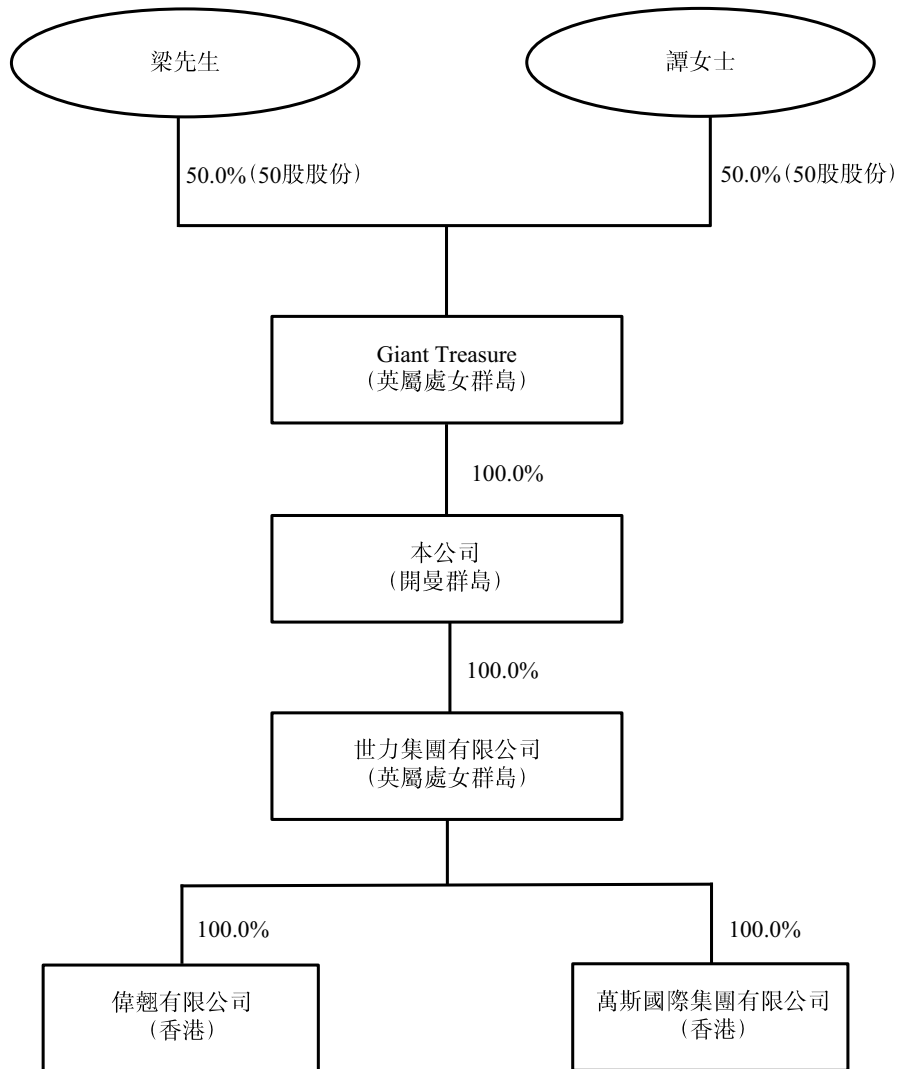 梁先生
譚女士
50.0%(50股股份)
50.0%(50股股份)
Giant Treasure
(英屬處女群島)
100.0%
本公司
(開曼群島)
100.0%
世力集團有限公司
(英屬處女群島)
100.0%
100.0%
偉翹有限公司
(香港)
萬斯國際集團有限公司
(香港)